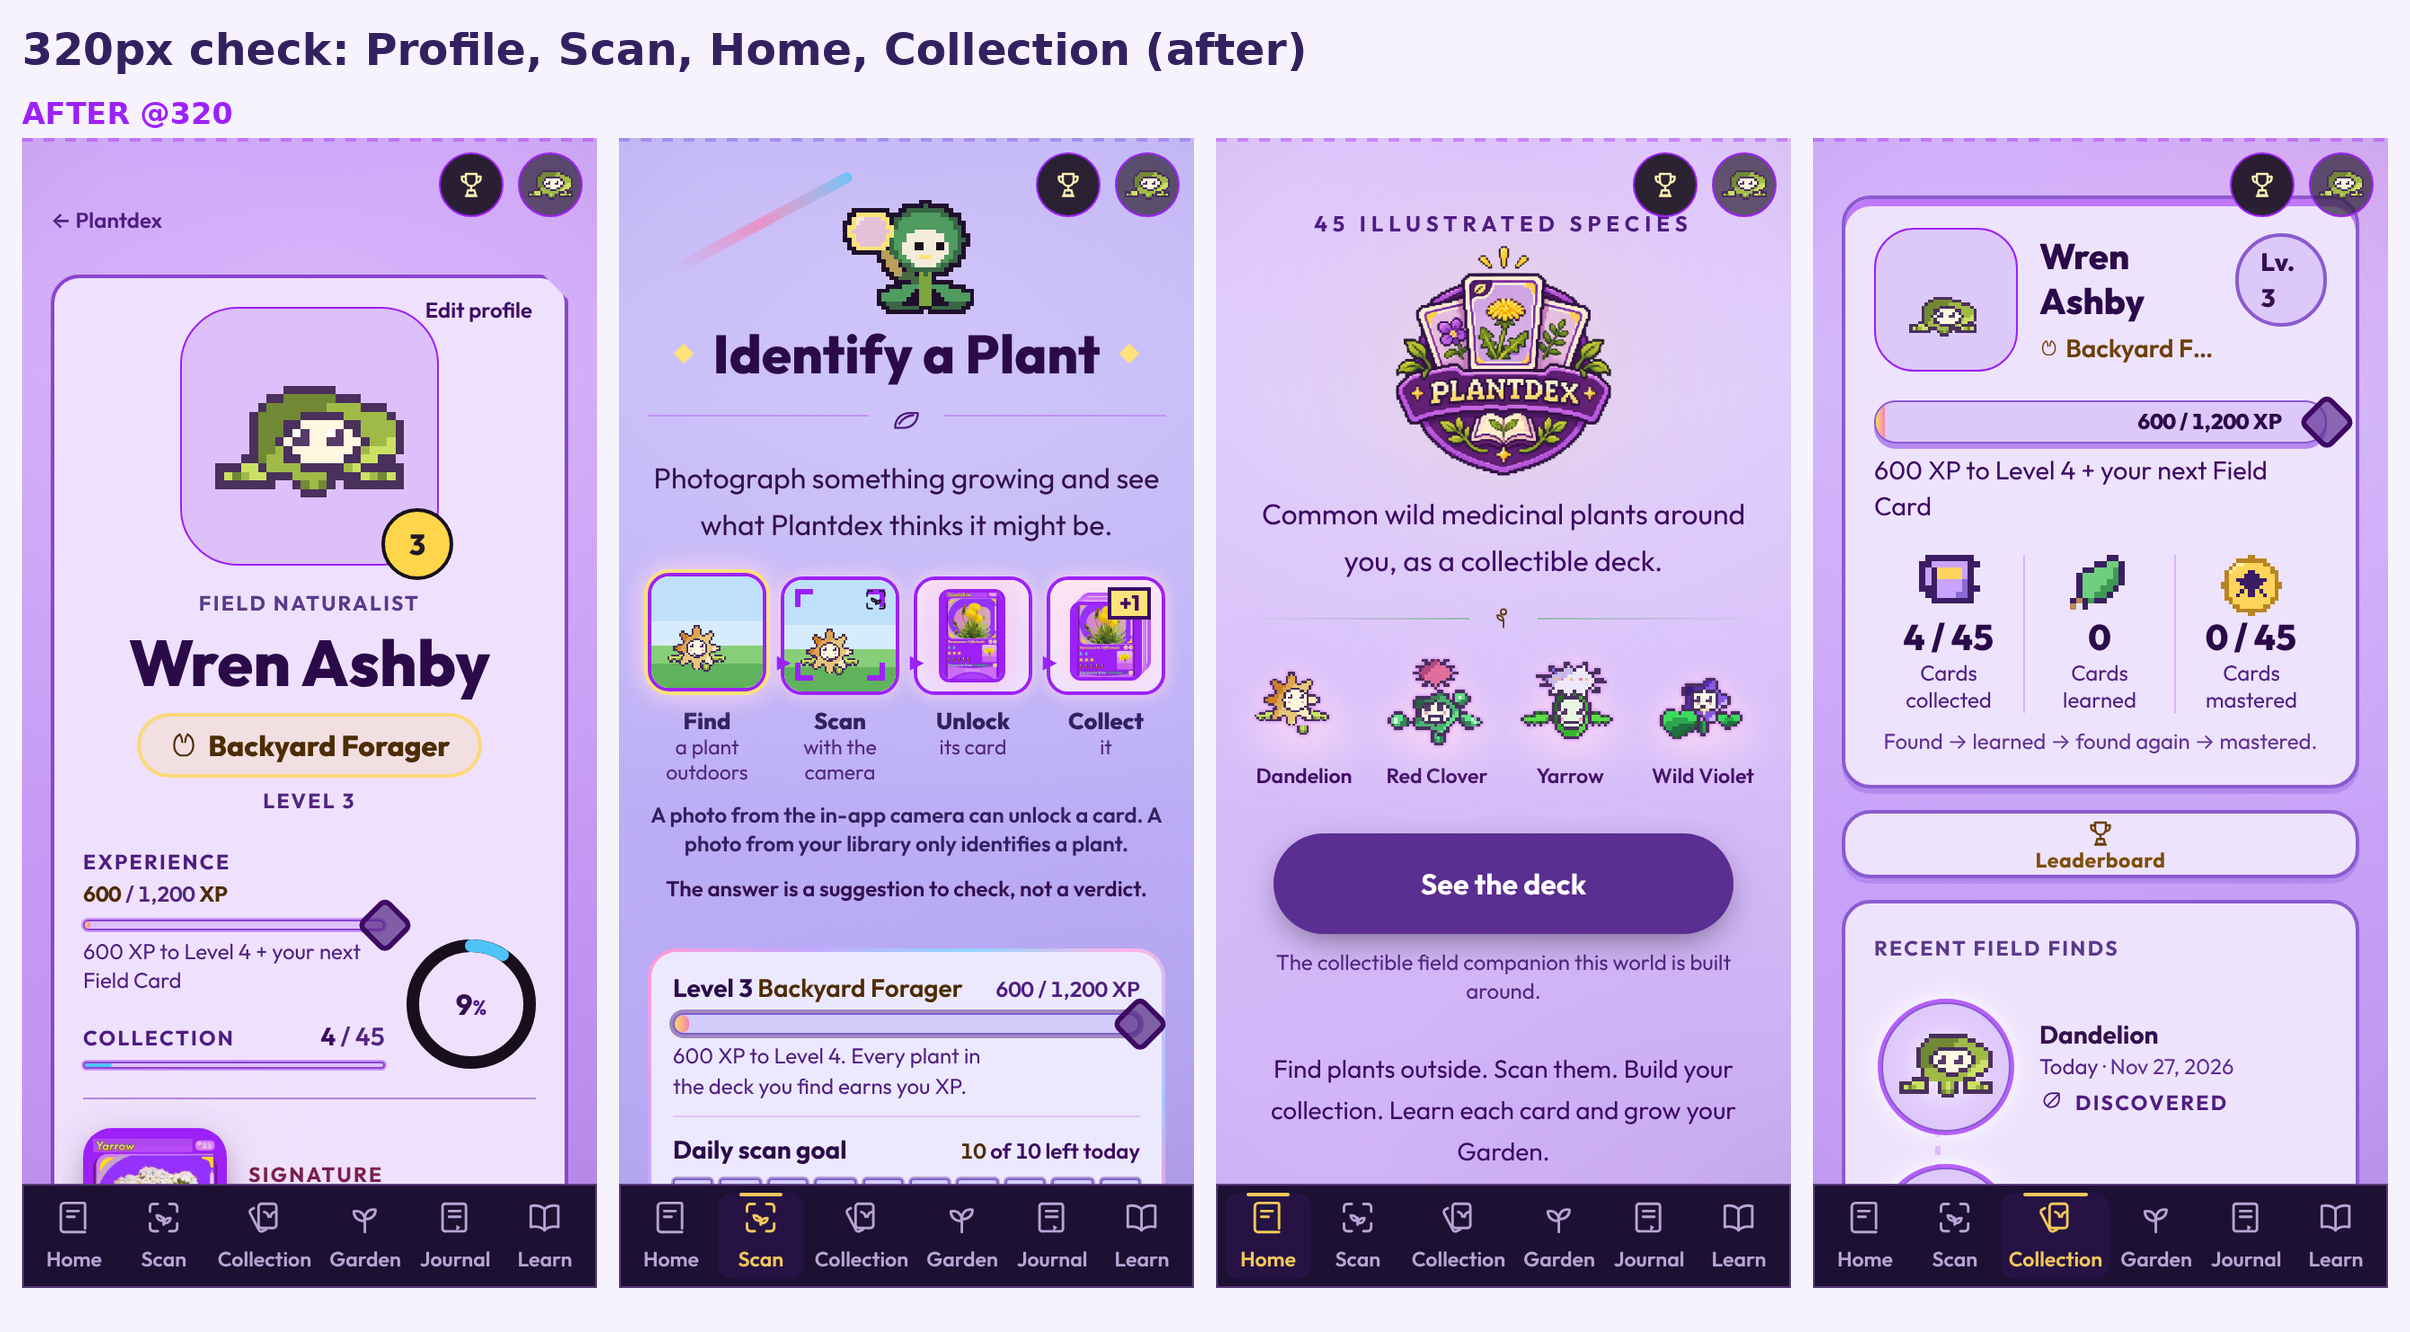 320px check: Profile, Scan, Home, Collection (after)
AFTER @320
← Plantdex
Edit profile
3
FIELD NATURALIST
Wren Ashby
Backyard Forager
LEVEL 3
EXPERIENCE
600 / 1,200 XP
600 XP to Level 4 + your next
Field Card
9%
COLLECTION 4 / 45
Yarrow
SIGNATURE
Home Scan Collection Garden Journal Learn
Identify a Plant
Photograph something growing and see
what Plantdex thinks it might be.
+1
Find Scan Unlock Collect
a plant with the its card it
outdoors camera
A photo from the in-app camera can unlock a card. A
photo from your library only identifies a plant.
The answer is a suggestion to check, not a verdict.
Level 3 Backyard Forager 600 / 1,200 XP
600 XP to Level 4. Every plant in
the deck you find earns you XP.
Daily scan goal 10 of 10 left today
Home Scan Collection Garden Journal Learn
45 ILLUSTRATED SPECIES
PLANTDEX
Common wild medicinal plants around
you, as a collectible deck.
Dandelion Red Clover Yarrow Wild Violet
See the deck
The collectible field companion this world is built
around.
Find plants outside. Scan them. Build your
collection. Learn each card and grow your
Garden.
Home Scan Collection Garden Journal Learn
Wren
Ashby
Lv.
3
Backyard F...
600 / 1,200 XP
600 XP to Level 4 + your next Field
Card
4 / 45 0 0 / 45
Cards Cards Cards
collected learned mastered
Found → learned → found again → mastered.
Leaderboard
RECENT FIELD FINDS
Dandelion
Today · Nov 27, 2026
DISCOVERED
Home Scan Collection Garden Journal Learn